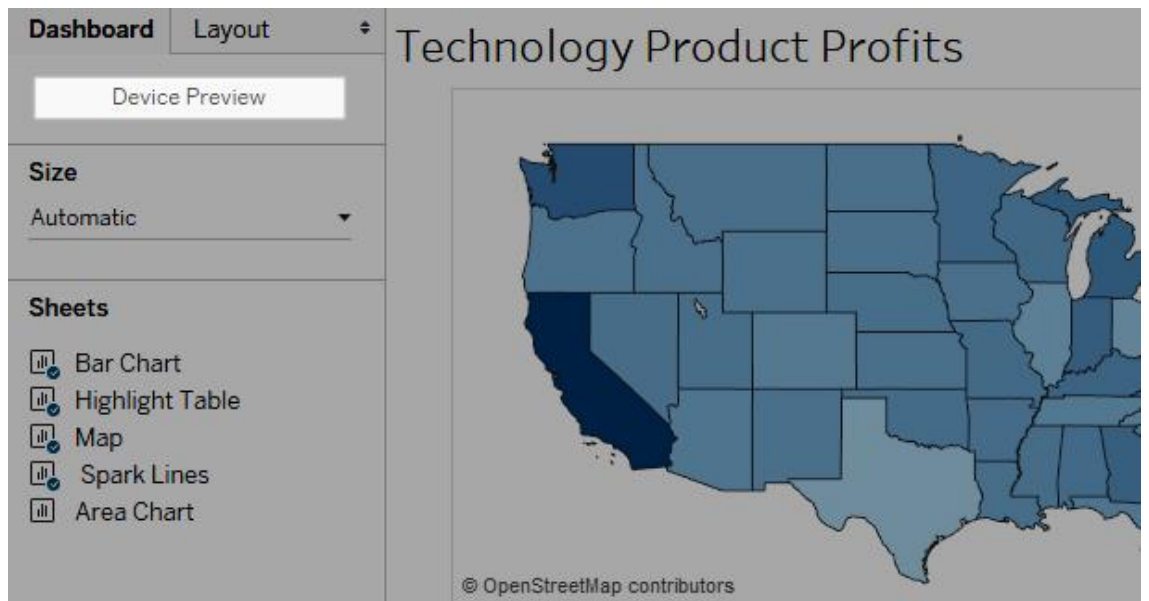 Dashboard
Layout
Device Preview
Size
Automatic
Sheets
Bar Chart
Highlight Table
Map
Spark Lines
Area Chart
Technology Product Profits
© OpenStreetMap contributors